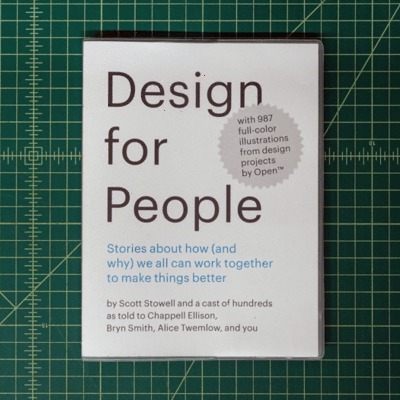 Design
for
People
with 987
full-color
illustrations
from design
projects
by Open™
Stories about how (and
why) we all can work together
to make things better
by Scott Stowell and a cast of hundreds
as told to Chappell Ellison,
Bryn Smith, Alice Twemlow, and you